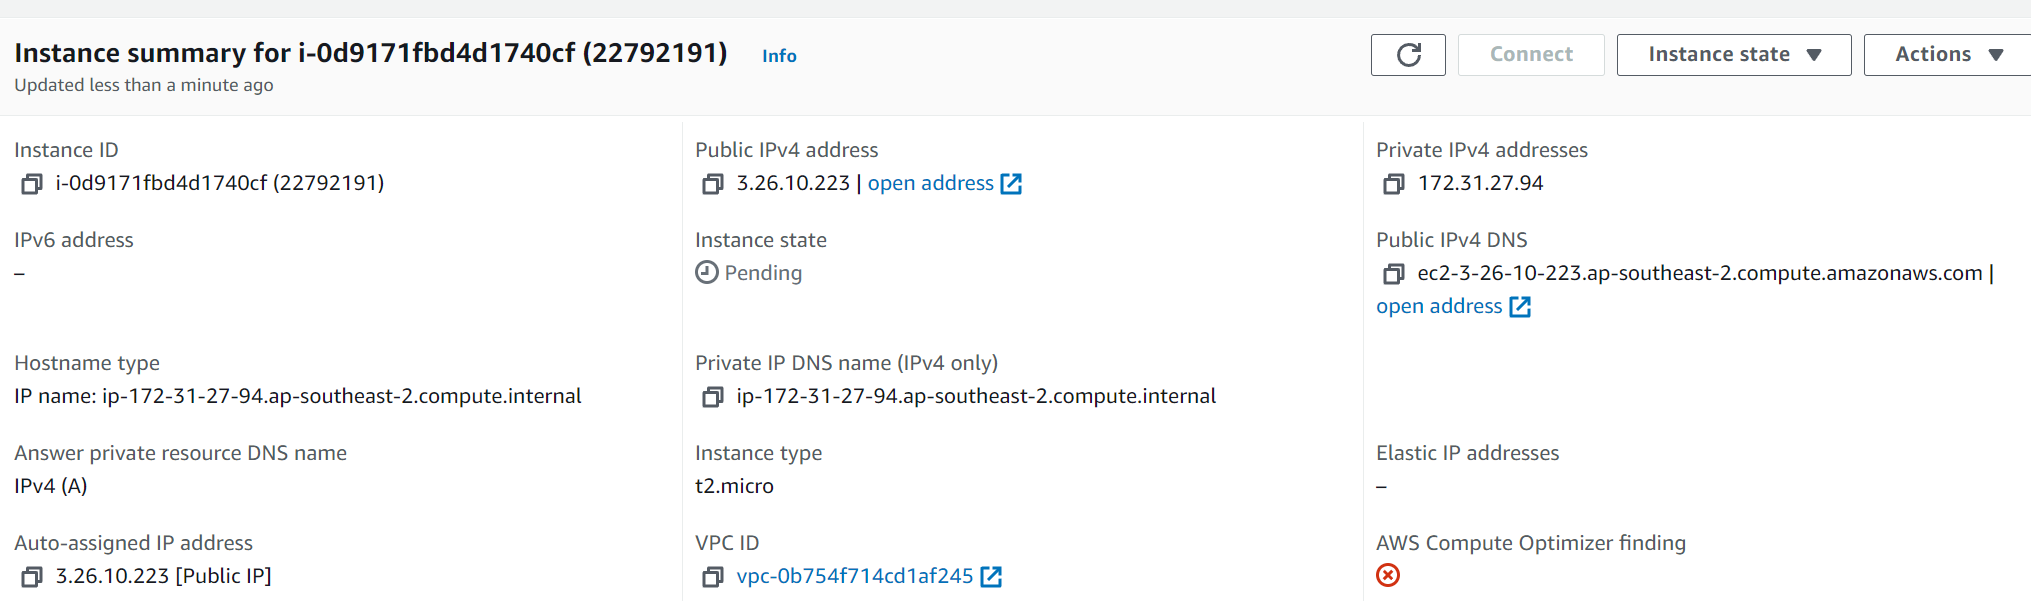 Instance summary for i-0d9171fbd4d1740cf (22792191) Info
Connect Instance state Actions
Updated less than a minute ago
Instance ID
i-0d9171fbd4d1740cf (22792191)
Public IPv4 address
3.26.10.223 | open address
Private IPv4 addresses
172.31.27.94
IPv6 address
–
Instance state
Pending
Public IPv4 DNS
ec2-3-26-10-223.ap-southeast-2.compute.amazonaws.com |
open address
Hostname type
IP name: ip-172-31-27-94.ap-southeast-2.compute.internal
Private IP DNS name (IPv4 only)
ip-172-31-27-94.ap-southeast-2.compute.internal
Answer private resource DNS name
IPv4 (A)
Instance type
t2.micro
Elastic IP addresses
–
Auto-assigned IP address
3.26.10.223 [Public IP]
VPC ID
vpc-0b754f714cd1af245
AWS Compute Optimizer finding